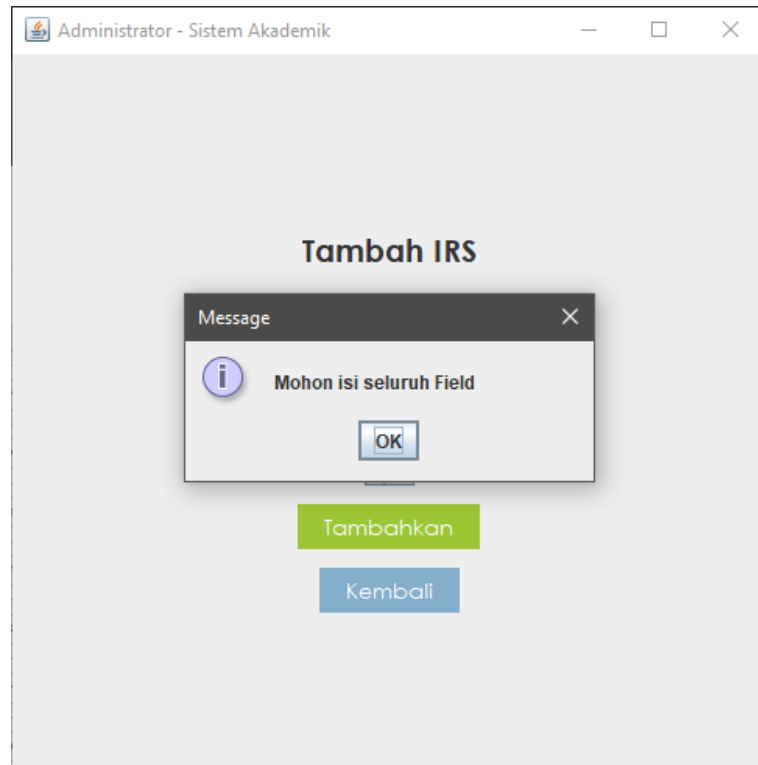 Administrator - Sistem Akademik
Tambah IRS
Message
Mohon isi seluruh Field
OK
Tambahkan
Kembali